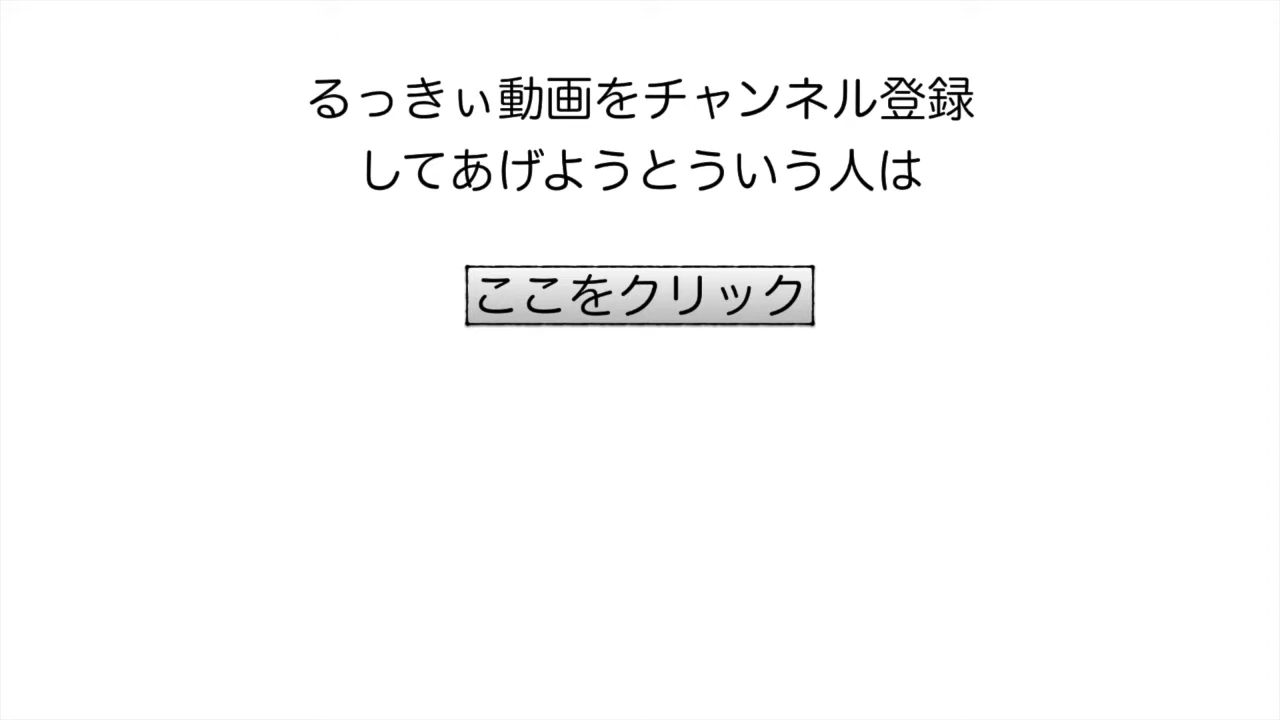 るっきぃ動画をチャンネル登録
してあげようとういう人は
ここをクリック